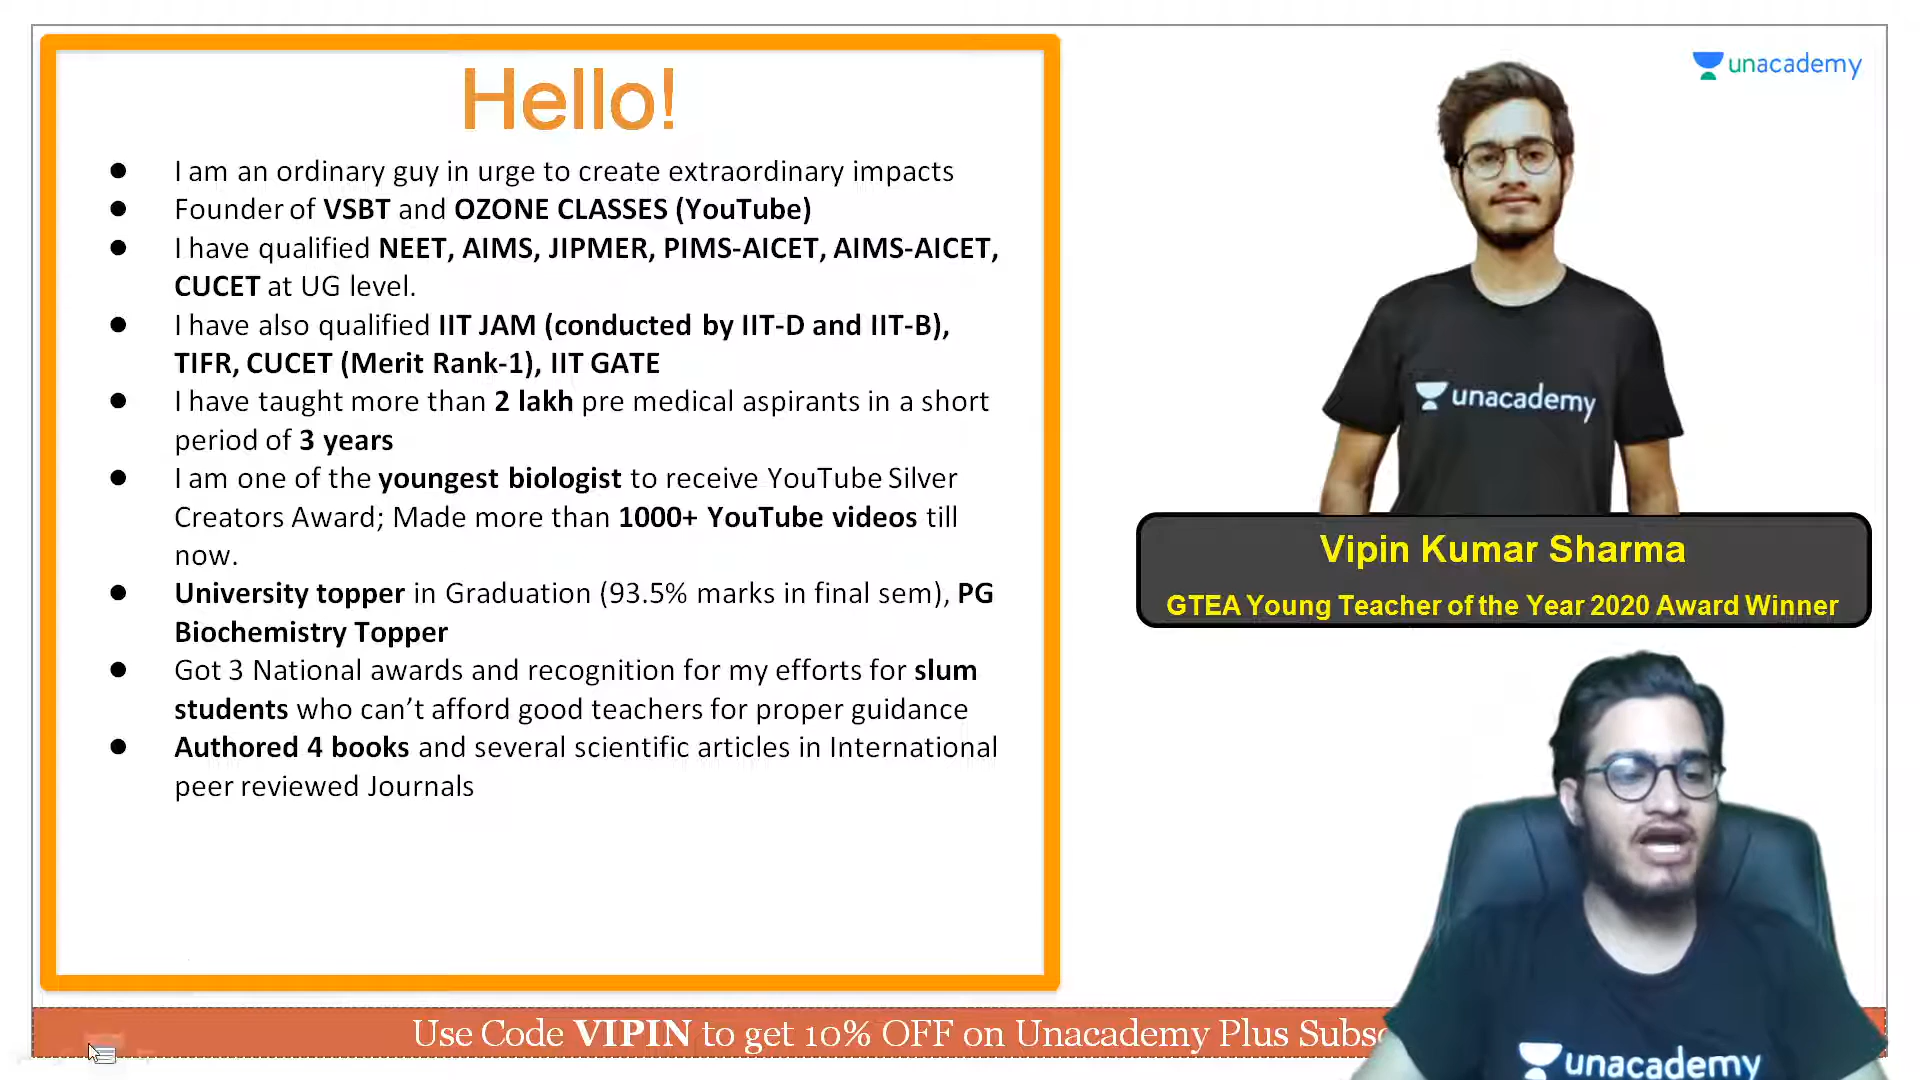 Hello!
I am an ordinary guy in urge to create extraordinary impacts
Founder of VSBT and OZONE CLASSES (YouTube)
I have qualified NEET, AIMS, JIPMER, PIMS-AICET, AIMS-AICET,
CUCET at UG level.
I have also qualified IIT JAM (conducted by IIT-D and IIT-B),
TIFR, CUCET (Merit Rank-1), IIT GATE
I have taught more than 2 lakh pre medical aspirants in a short
period of 3 years
I am one of the youngest biologist to receive YouTube Silver
Creators Award; Made more than 1000+ YouTube videos till
now.
University topper in Graduation (93.5% marks in final sem), PG
Biochemistry Topper
Got 3 National awards and recognition for my efforts for slum
students who can’t afford good teachers for proper guidance
Authored 4 books and several scientific articles in International
peer reviewed Journals
unacademy
unacademy
Vipin Kumar Sharma
GTEA Young Teacher of the Year 2020 Award Winner
Use Code VIPIN to get 10% OFF on Unacademy Plus Subsc
unacademy